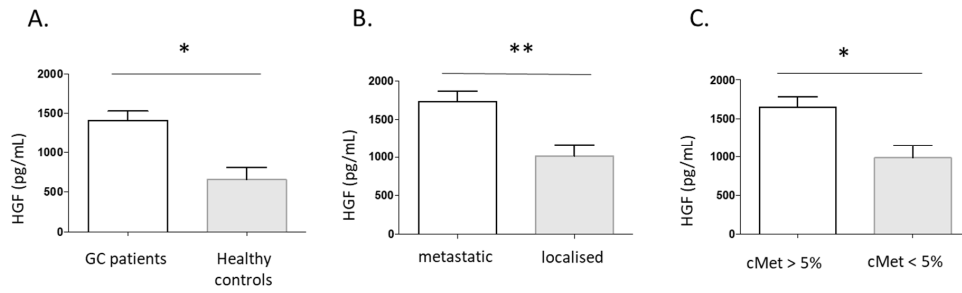 A.
*
2000
1500
1000
500
0
HGF (pg/mL)
GC patients
Healthy
controls
B.
**
2000
1500
1000
500
0
HGF (pg/mL)
metastatic
localised
C.
*
2000
1500
1000
500
0
HGF (pg/mL)
cMet > 5%
cMet < 5%